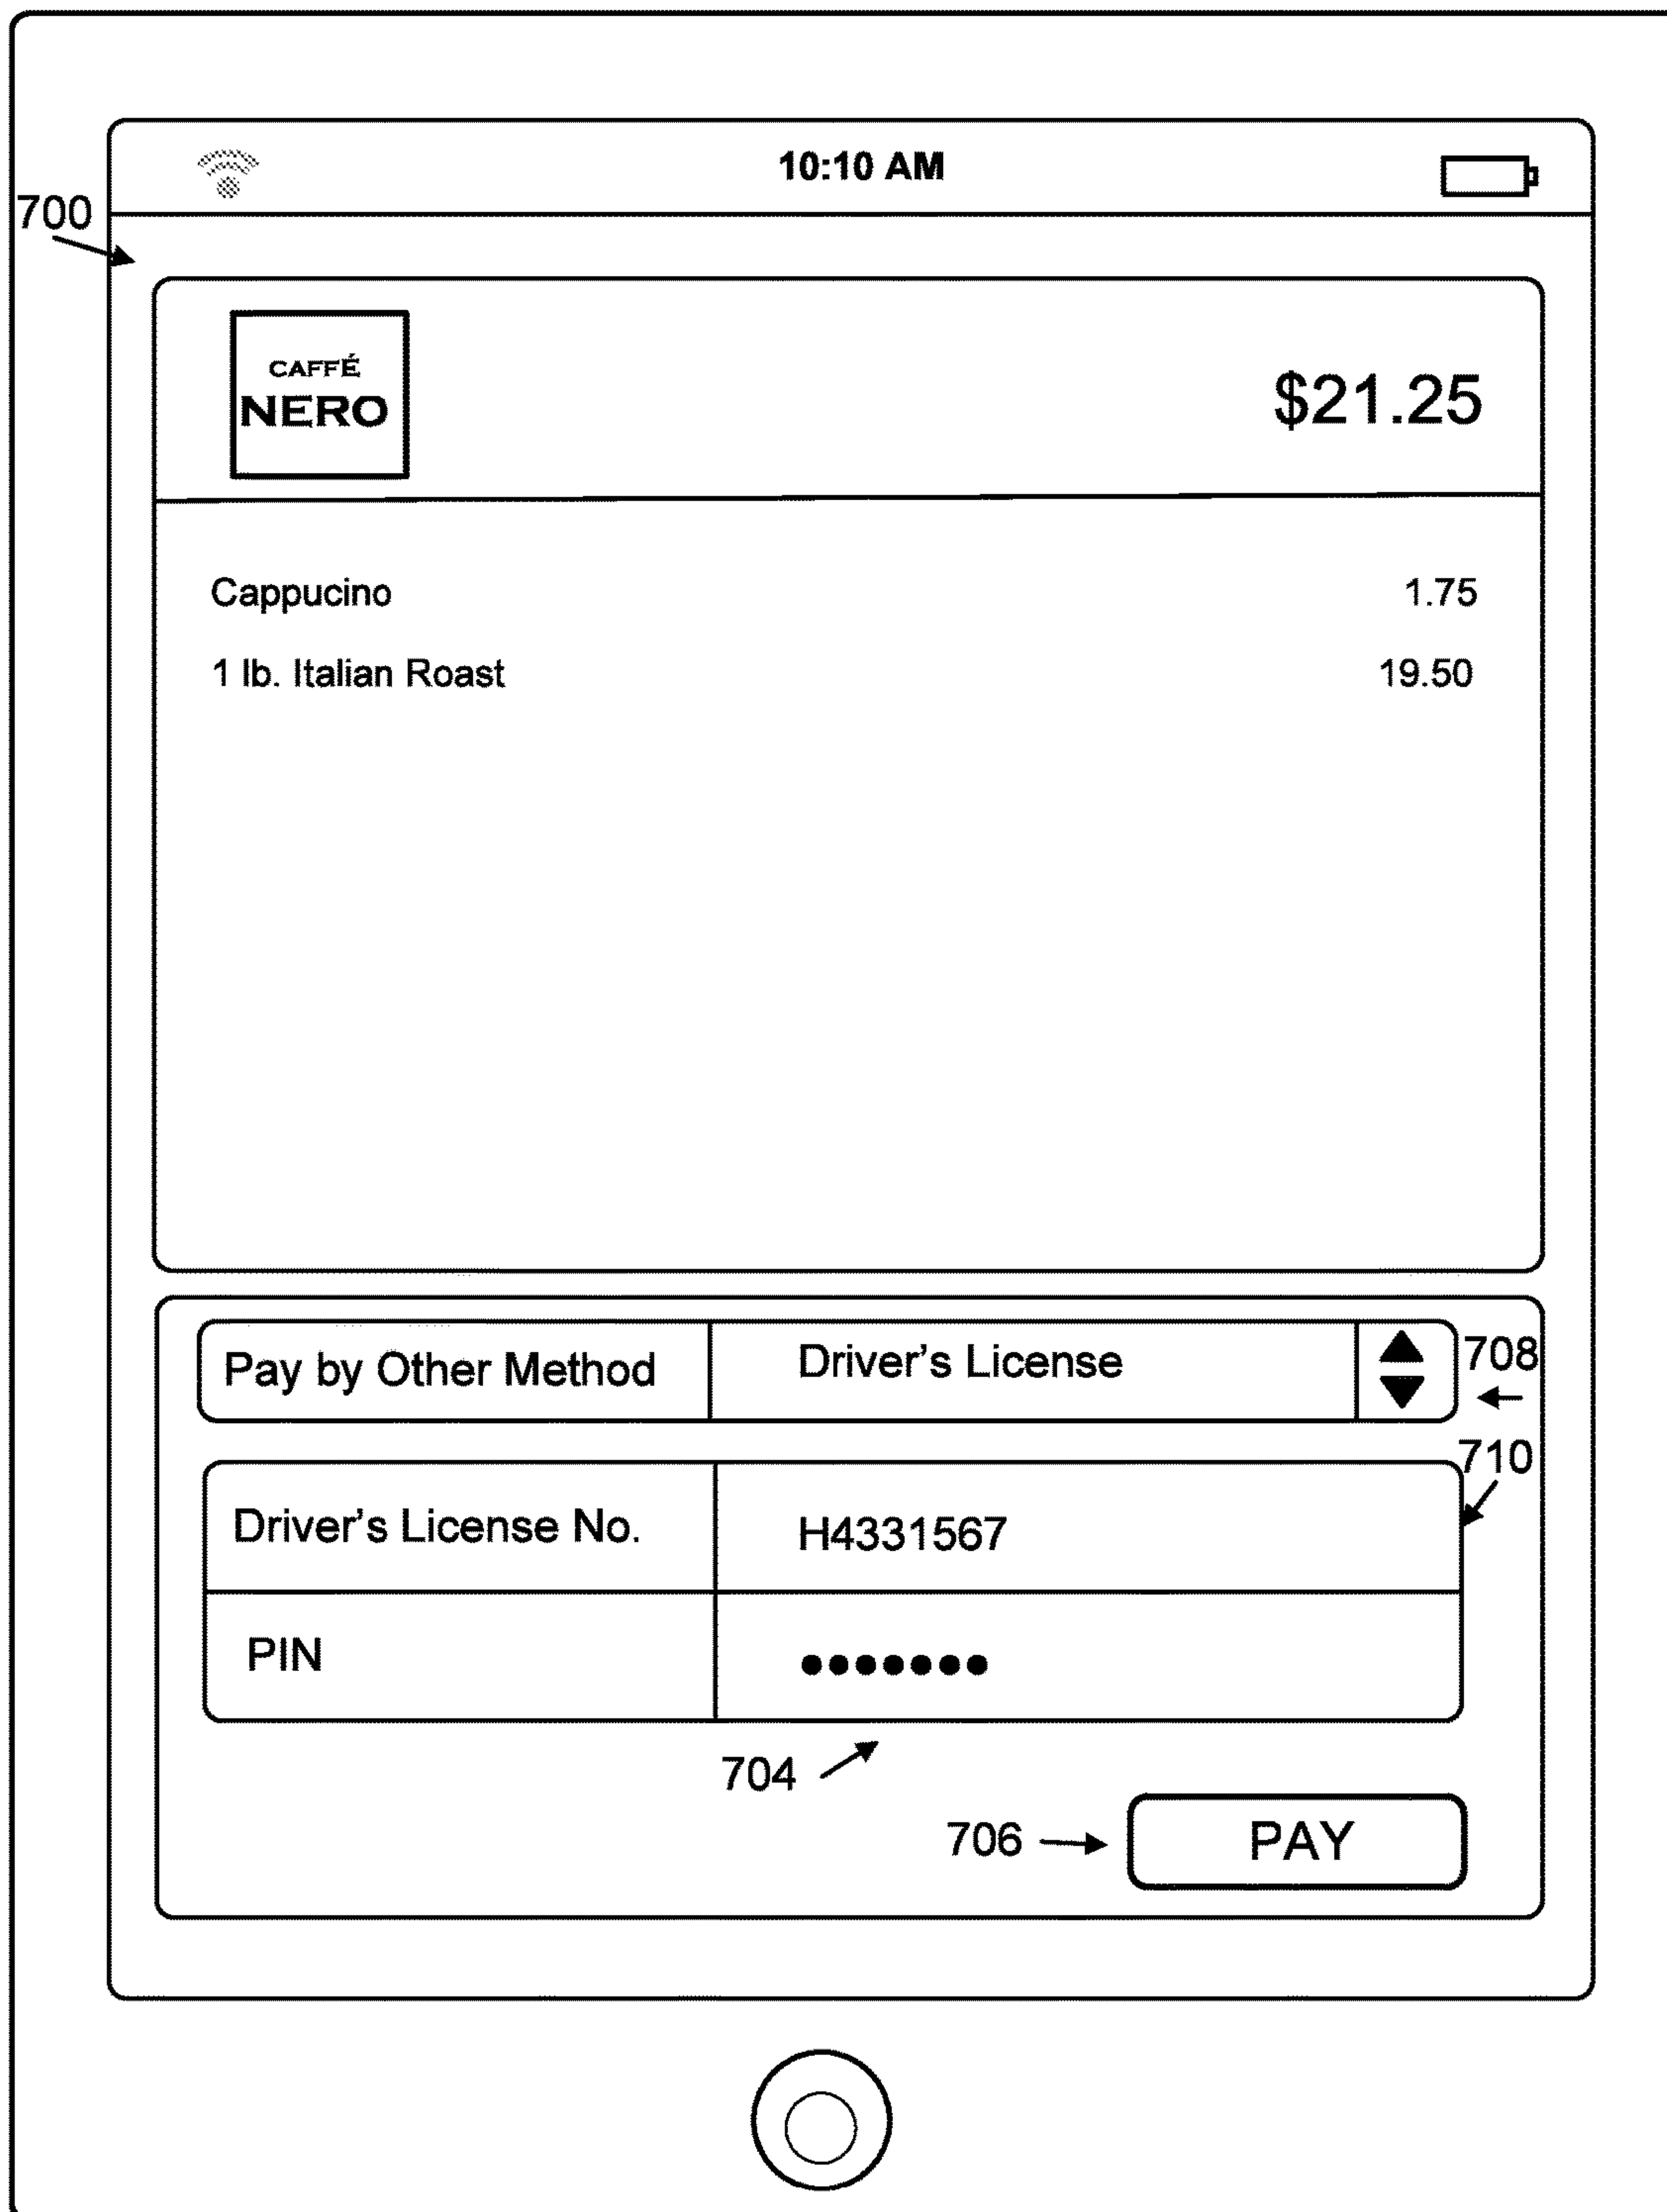 10:10 AM
700
CAFFÉ
NERO
$21.25
Cappucino 1.75
1 lb. Italian Roast 19.50
Pay by Other Method Driver's License 708
710
Driver's License No. H4331567
PIN •••••••
704
706 PAY